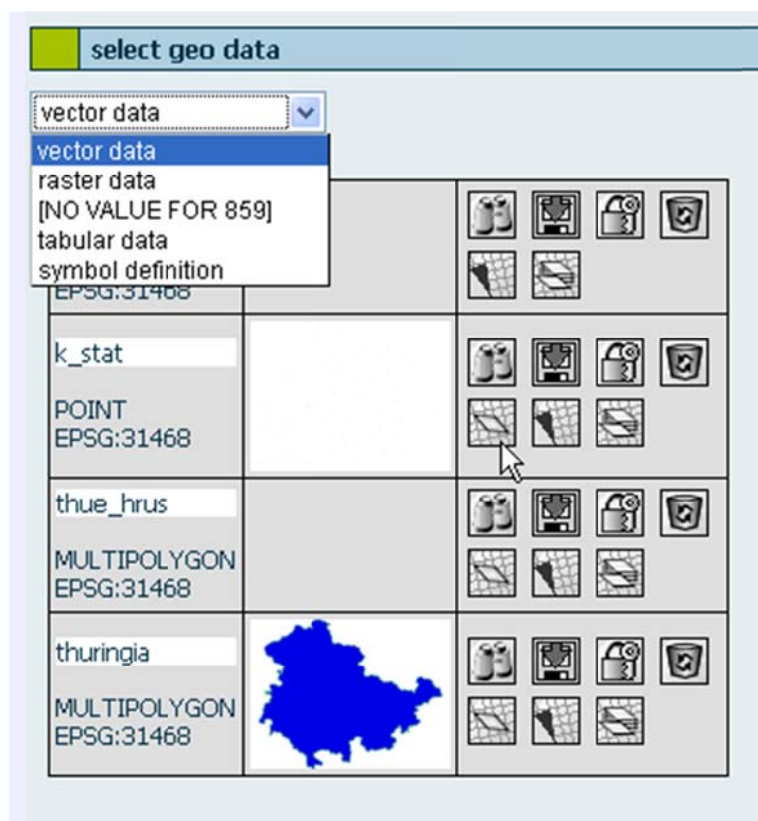 select geo data
vector data
vector data
raster data
[NO VALUE FOR 859]
tabular data
symbol definition
EPSG:31468
k_stat
POINT
EPSG:31468
thue_hrus
MULTIPOLYGON
EPSG:31468
thuringia
MULTIPOLYGON
EPSG:31468